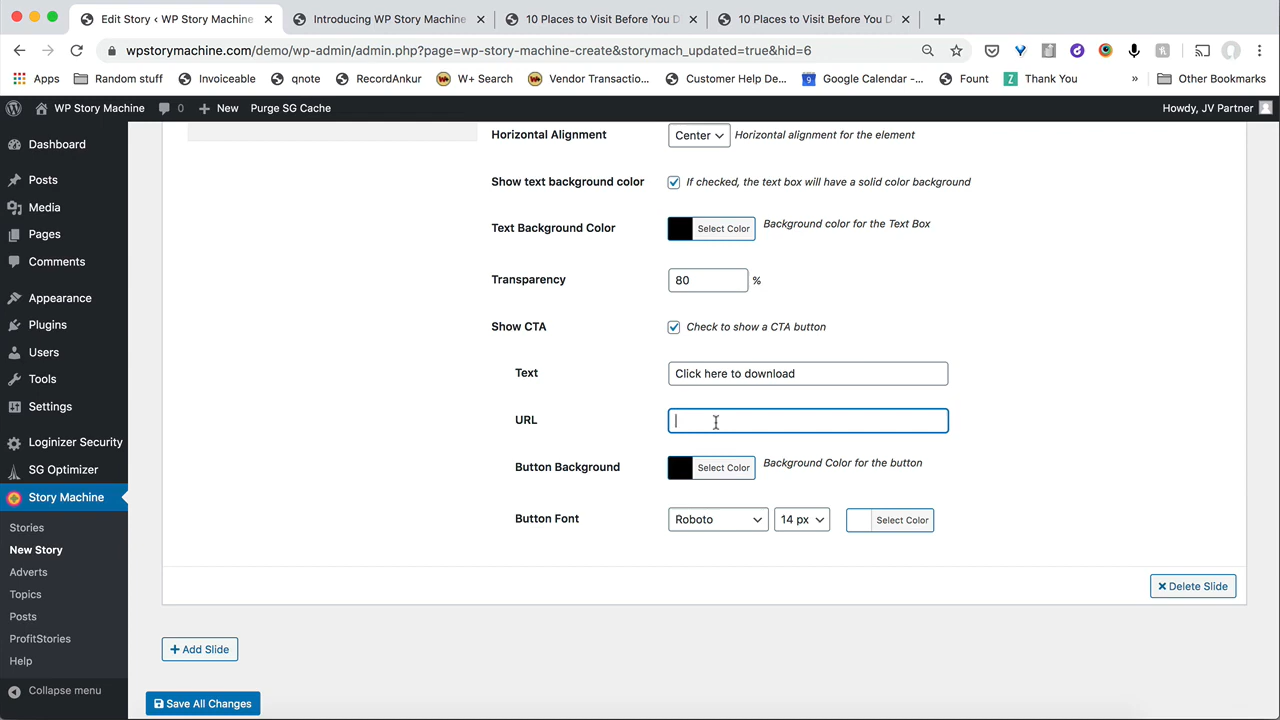 Edit Story ‹ WP Story Machine
Introducing WP Story Machine
10 Places to Visit Before You D
10 Places to Visit Before You D
wpstorymachine.com/demo/wp-admin/admin.php?page=wp-story-machine-create&storymach_updated=true&hid=6
Apps
Random stuff
Invoiceable
qnote
RecordAnkur
W+ Search
Vendor Transactio...
Customer Help De...
Google Calendar -...
Fount
Thank You
»
Other Bookmarks
WP Story Machine
0
New
Purge SG Cache
Howdy, JV Partner
Dashboard
Posts
Media
Pages
Comments
Appearance
Plugins
Users
Tools
Settings
Loginizer Security
SG Optimizer
Story Machine
Stories
New Story
Adverts
Topics
Posts
ProfitStories
Help
Collapse menu
Horizontal Alignment
Center
Horizontal alignment for the element
Show text background color
If checked, the text box will have a solid color background
Text Background Color
Select Color
Background color for the Text Box
Transparency
80
%
Show CTA
Check to show a CTA button
Text
Click here to download
URL
Button Background
Select Color
Background Color for the button
Button Font
Roboto
14 px
Select Color
Delete Slide
Add Slide
Save All Changes